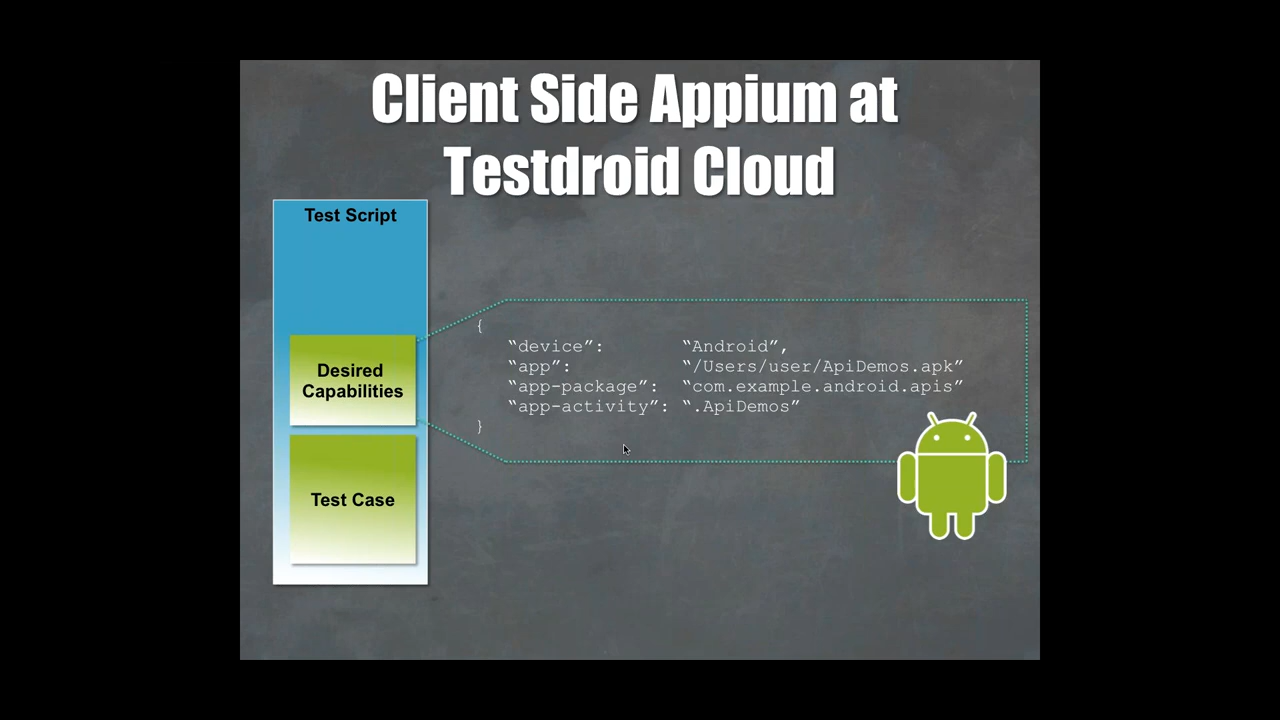 Client Side Appium at
Testdroid Cloud
Test Script
Desired
Capabilities
Test Case
{
“device”: “Android”,
“app”: “/Users/user/ApiDemos.apk”
“app-package”: “com.example.android.apis”
“app-activity”: “.ApiDemos”
}